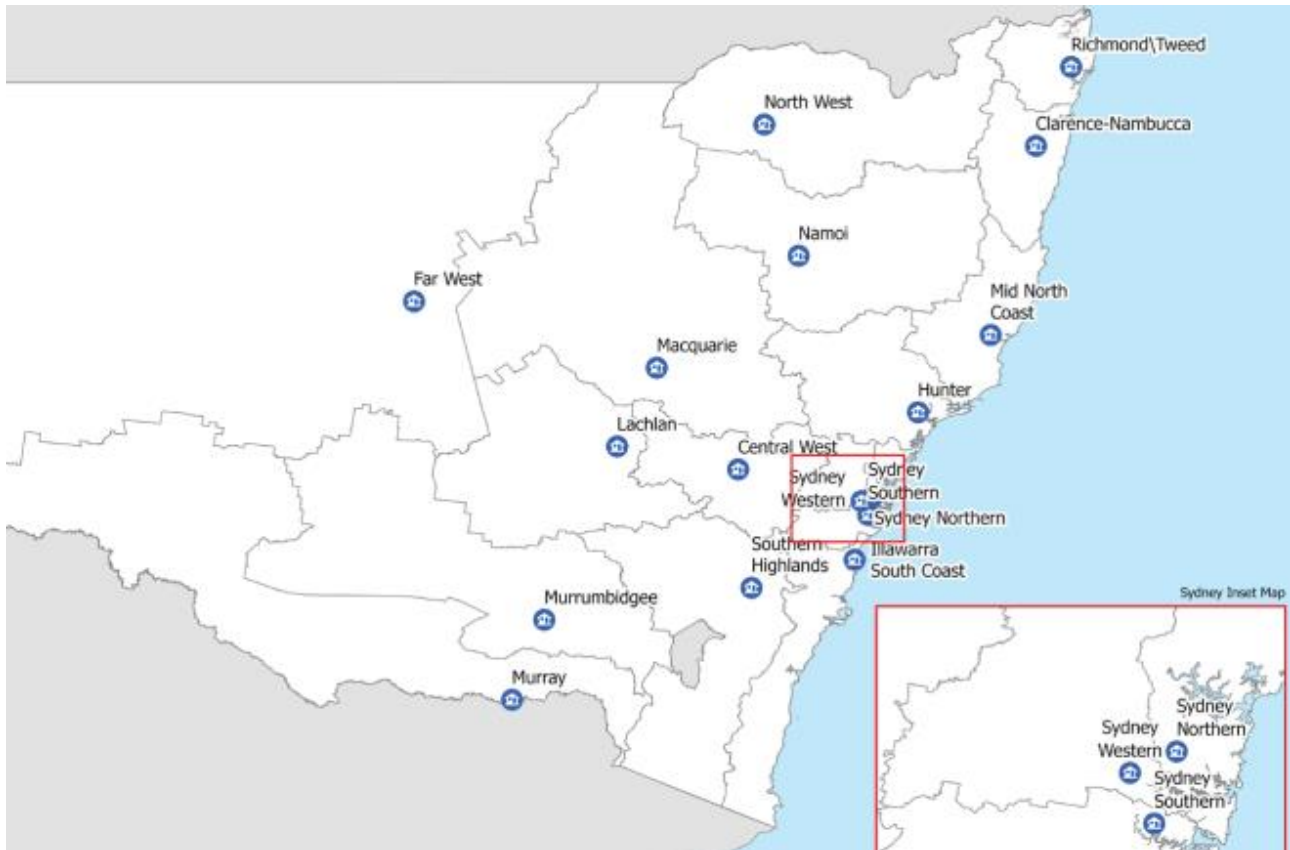 Richmond\Tweed
North West
Clarence-Nambucca
Namoi
Far West
Mid North
Coast
Macquarie
Hunter
Lachlan
Central West
Sydney
Western
Sydney
Southern
Sydney Northern
Southern
Highlands
Illawarra
South Coast
Murrumbidgee
Murray
Sydney Inset Map
Sydney
Northern
Sydney
Western
Sydney
Southern